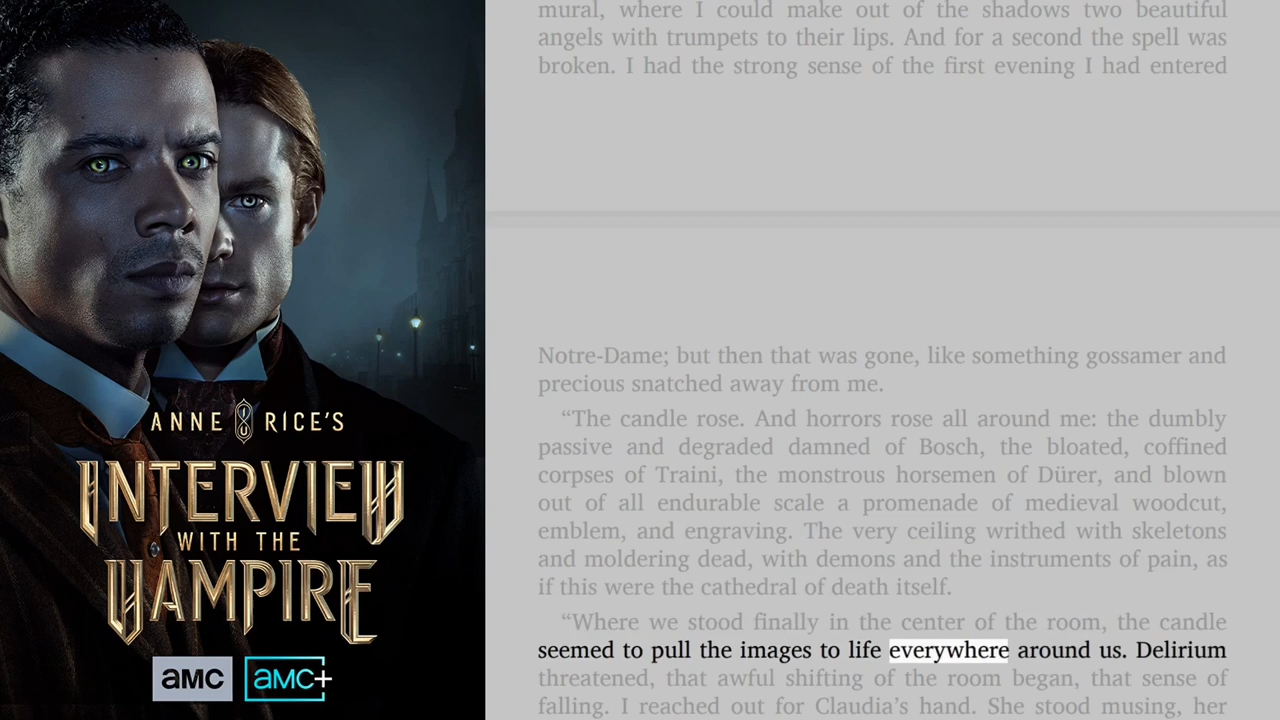 ANNE RICE'S
INTERVIEW
WITH THE
VAMPIRE
aMC
aMC+
mural, where I could make out of the shadows two beautiful
angels with trumpets to their lips. And for a second the spell was
broken. I had the strong sense of the first evening I had entered
Notre-Dame; but then that was gone, like something gossamer and
precious snatched away from me.
“The candle rose. And horrors rose all around me: the dumbly
passive and degraded damned of Bosch, the bloated, coffined
corpses of Traini, the monstrous horsemen of Dürer, and blown
out of all endurable scale a promenade of medieval woodcut,
emblem, and engraving. The very ceiling writhed with skeletons
and moldering dead, with demons and the instruments of pain, as
if this were the cathedral of death itself.
“Where we stood finally in the center of the room, the candle
seemed to pull the images to life everywhere around us. Delirium
threatened, that awful shifting of the room began, that sense of
falling. I reached out for Claudia’s hand. She stood musing, her